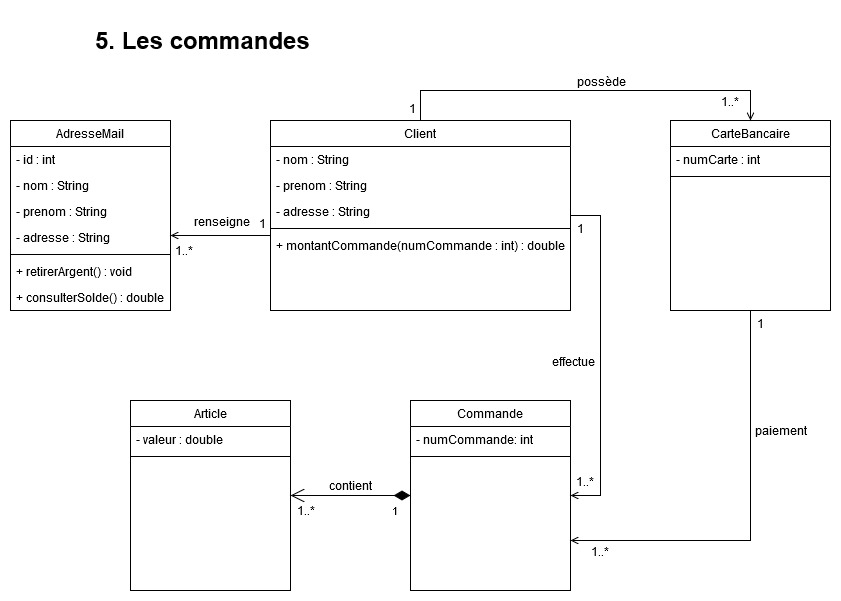 5. Les commandes
possède
1
1..*
AdresseMail
- id : int
- nom : String
- prenom : String
- adresse : String
+ retirerArgent() : void
+ consulterSolde() : double
renseigne
1
1..*
Client
- nom : String
- prenom : String
- adresse : String
+ montantCommande(numCommande : int) : double
CarteBancaire
- numCarte : int
1
effectue
1..*
1
paiement
1..*
Article
- valeur : double
contient
1..*
1
Commande
- numCommande: int